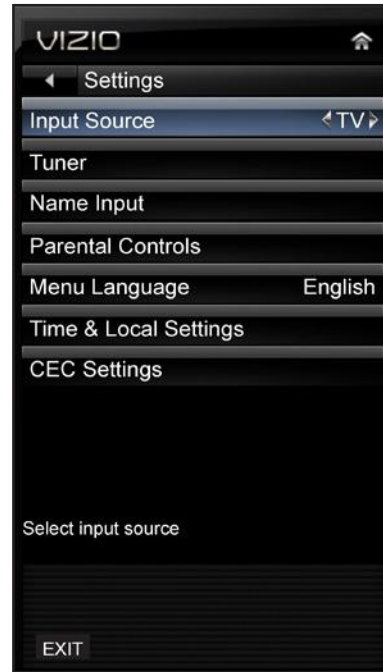 VIZIO
Settings
Input Source TV
Tuner
Name Input
Parental Controls
Menu Language English
Time & Local Settings
CEC Settings
Select input source
EXIT